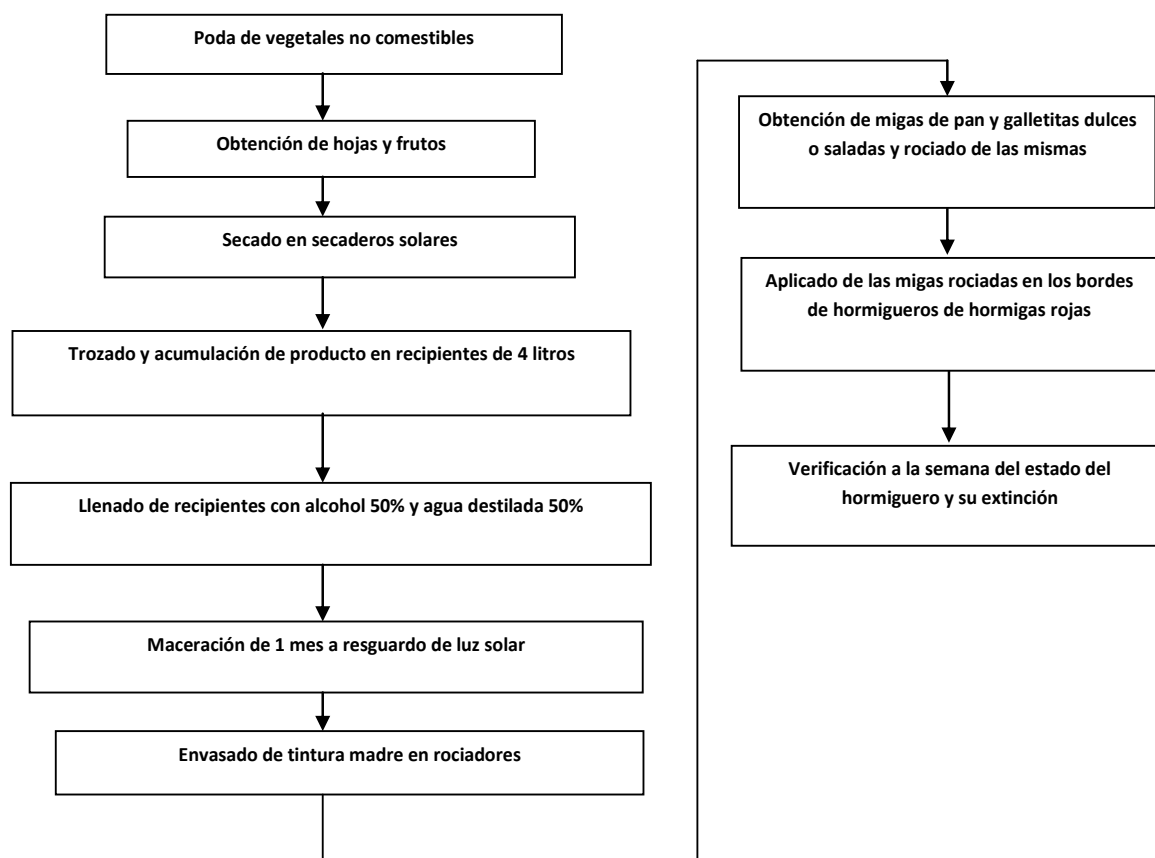 Poda de vegetales no comestibles
Obtención de hojas y frutos
Secado en secaderos solares
Trozado y acumulación de producto en recipientes de 4 litros
Llenado de recipientes con alcohol 50% y agua destilada 50%
Maceración de 1 mes a resguardo de luz solar
Envasado de tintura madre en rociadores
Obtención de migas de pan y galletitas dulces
o saladas y rociado de las mismas
Aplicado de las migas rociadas en los bordes
de hormigueros de hormigas rojas
Verificación a la semana del estado del
hormiguero y su extinción